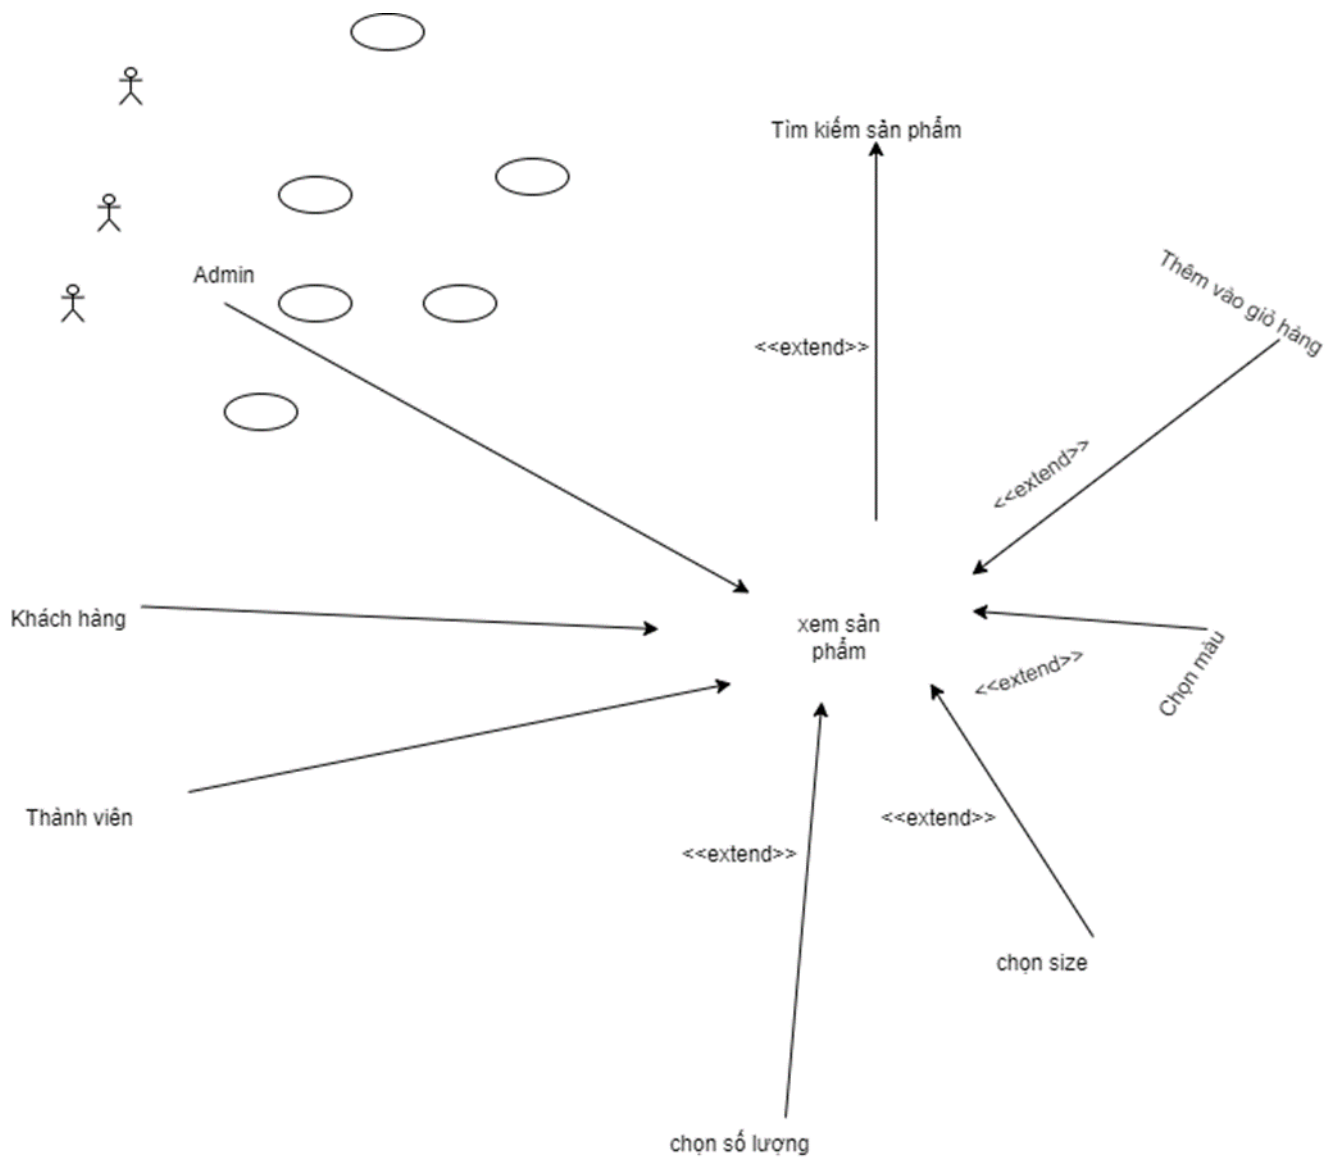 Tìm kiếm sản phẩm
Thêm vào giỏ hàng
Admin
<<extend>>
<<extend>>
Khách hàng
xem sản
phẩm
<<extend>>
Chọn màu
Thành viên
<<extend>>
<<extend>>
chọn size
chọn số lượng